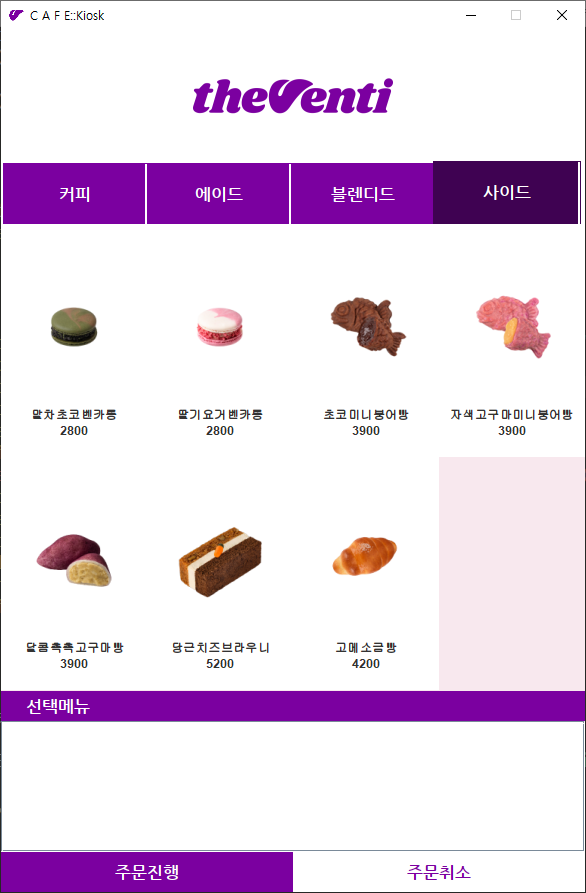 C A F E::Kiosk
theVenti
커피
에이드
블렌디드
사이드
말차초코벤카롱
2800
딸기요거벤카롱
2800
초코미니붕어빵
3900
자색고구마미니붕어빵
3900
달콤촉촉고구마빵
3900
당근치즈브라우니
5200
고메소금빵
4200
선택메뉴
주문진행
주문취소